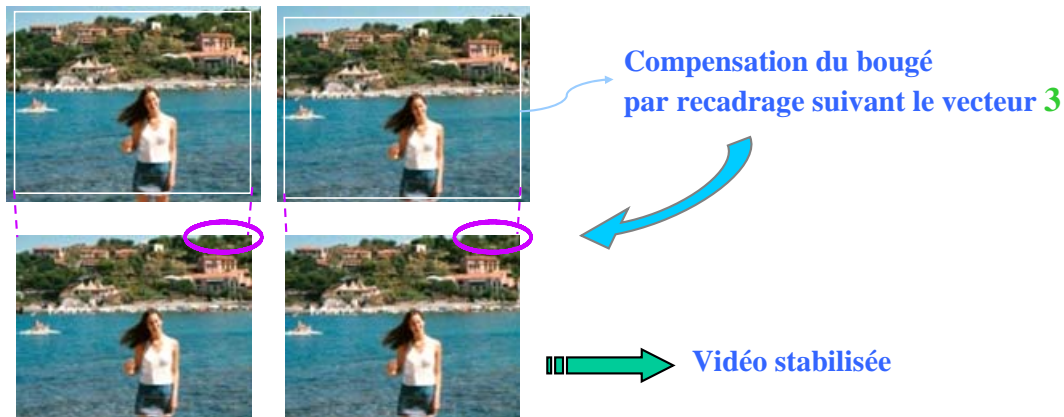 Compensation du bougé
par recadrage suivant le vecteur 3
Vidéo stabilisée